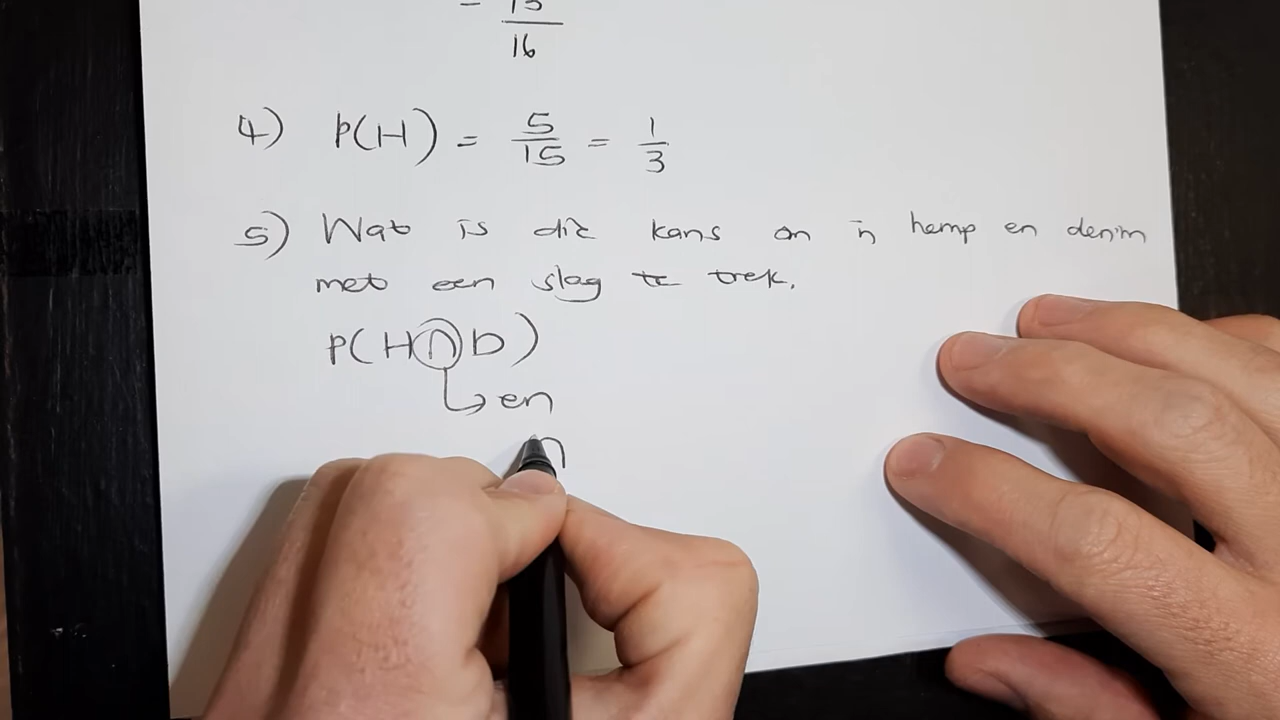 = 15
16
4) P(H) = 5/15 = 1/3
5) Wat is die kans om 'n hemp en denim
met een slag te trek.
P(H∩D)
↳ en
∩